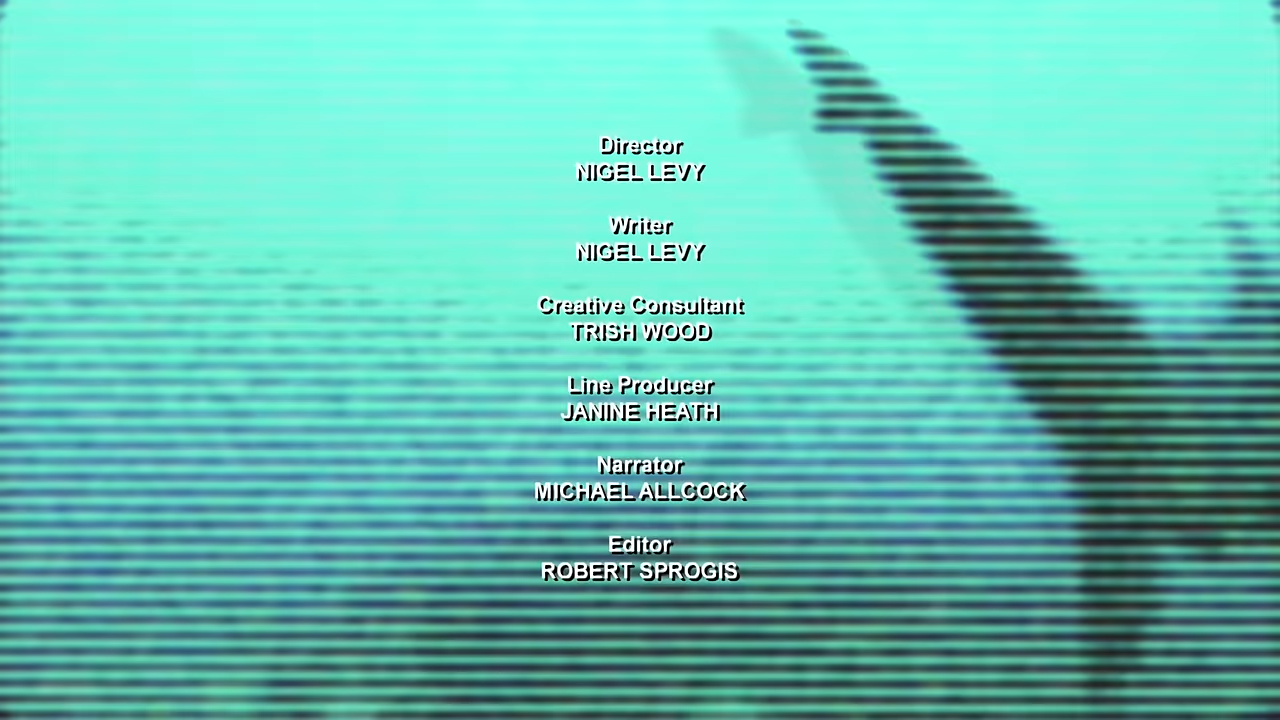 Director
NIGEL LEVY
Writer
NIGEL LEVY
Creative Consultant
TRISH WOOD
Line Producer
JANINE HEATH
Narrator
MICHAEL ALLCOCK
Editor
ROBERT SPROGIS